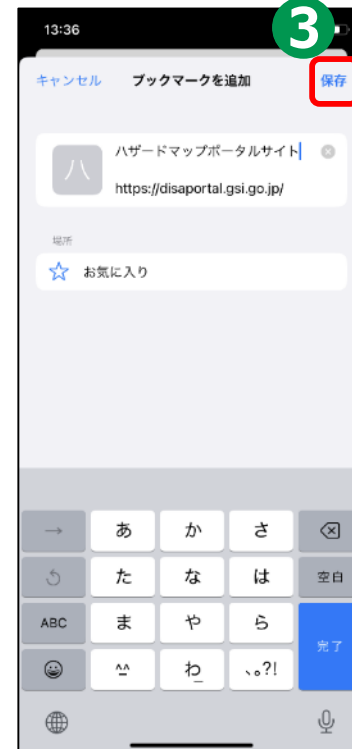 13:36
3
キャンセル ブックマークを追加 保存
ハ
ハザードマップポータルサイト
https://disaportal.gsi.go.jp/
場所
お気に入り
→ あ か さ
た な は 空白
ABC ま や ら
完了
^^ わ_ 、。?!